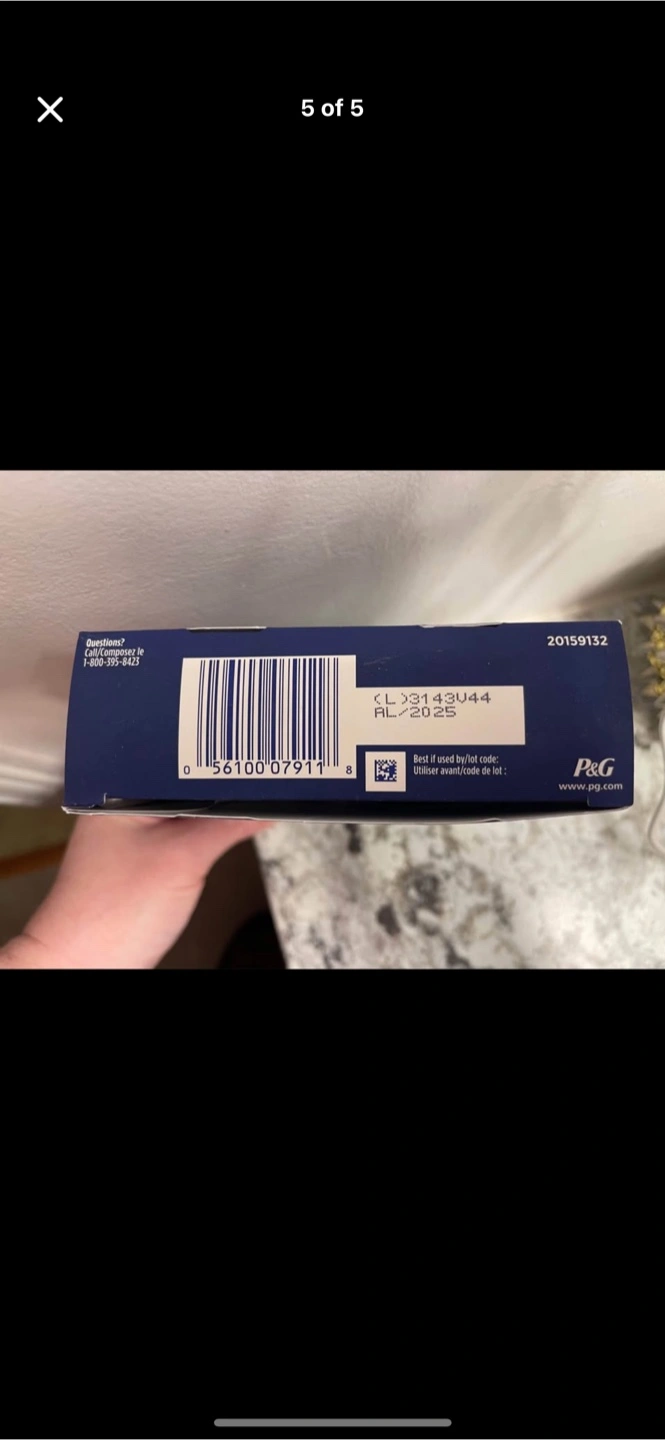 5 of 5
Questions?
Call/Composez le
1-800-395-8423
20159132
(L)3143V44
AL/2025
0 56100 07911 8
Best if used by/lot code:
Utiliser avant/code de lot :
P&G
www.pg.com